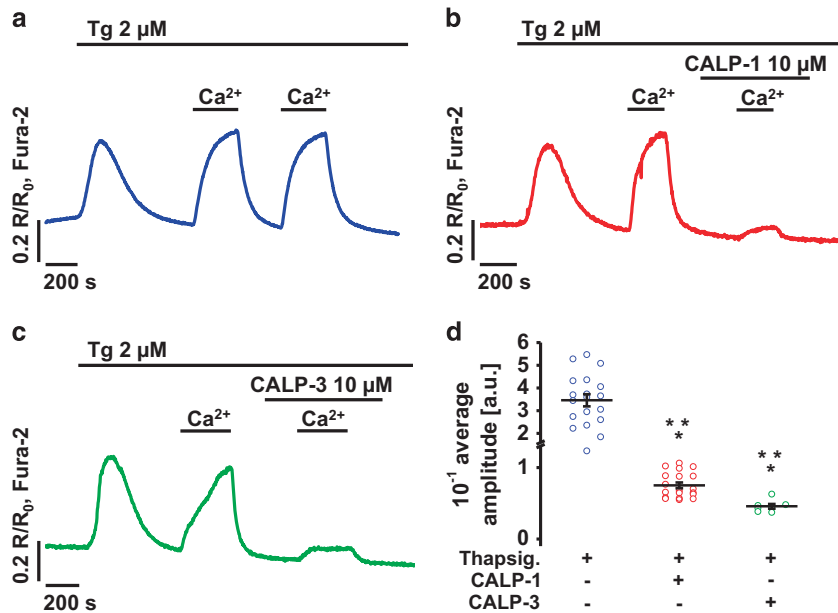 a
Tg 2 µM
Ca²⁺ Ca²⁺
0.2 R/R₀, Fura-2
200 s
b
Tg 2 µM
CALP-1 10 µM
Ca²⁺ Ca²⁺
0.2 R/R₀, Fura-2
200 s
c
Tg 2 µM
CALP-3 10 µM
Ca²⁺ Ca²⁺
0.2 R/R₀, Fura-2
200 s
d
10⁻¹ average
amplitude [a.u.]
6
5
4
3
2
1
0
* *
*
* *
*
Thapsig. + + +
CALP-1 - + -
CALP-3 - - +